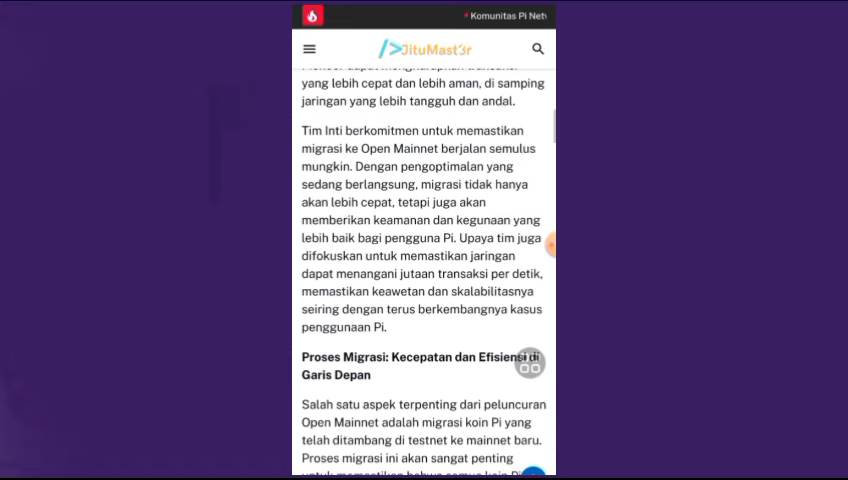 Komunitas Pi Net
JituMast3r
yang lebih cepat dan lebih aman, di samping
jaringan yang lebih tangguh dan andal.
Tim Inti berkomitmen untuk memastikan
migrasi ke Open Mainnet berjalan semulus
mungkin. Dengan pengoptimalan yang
sedang berlangsung, migrasi tidak hanya
akan lebih cepat, tetapi juga akan
memberikan keamanan dan kegunaan yang
lebih baik bagi pengguna Pi. Upaya tim juga
difokuskan untuk memastikan jaringan
dapat menangani jutaan transaksi per detik,
memastikan keawetan dan skalabilitasnya
seiring dengan terus berkembangnya kasus
penggunaan Pi.
Proses Migrasi: Kecepatan dan Efisiensi di
Garis Depan
Salah satu aspek terpenting dari peluncuran
Open Mainnet adalah migrasi koin Pi yang
telah ditambang di testnet ke mainnet baru.
Proses migrasi ini akan sangat penting